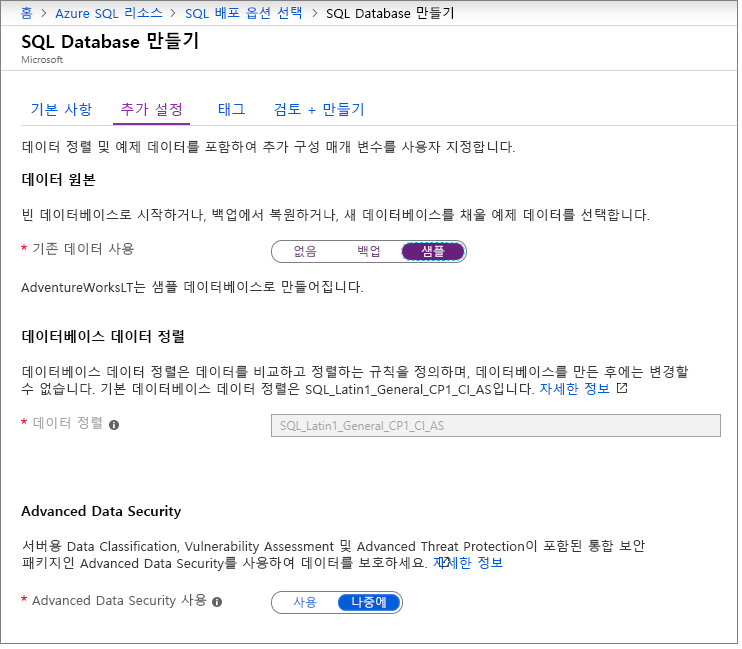 홈 > Azure SQL 리소스 > SQL 배포 옵션 선택 > SQL Database 만들기
SQL Database 만들기
Microsoft
기본 사항 추가 설정 태그 검토 + 만들기
데이터 정렬 및 예제 데이터를 포함하여 추가 구성 매개 변수를 사용자 지정합니다.
데이터 원본
빈 데이터베이스로 시작하거나, 백업에서 복원하거나, 새 데이터베이스를 채울 예제 데이터를 선택합니다.
* 기존 데이터 사용 없음 백업 샘플
AdventureWorksLT는 샘플 데이터베이스로 만들어집니다.
데이터베이스 데이터 정렬
데이터베이스 데이터 정렬은 데이터를 비교하고 정렬하는 규칙을 정의하며, 데이터베이스를 만든 후에는 변경할
수 없습니다. 기본 데이터베이스 데이터 정렬은 SQL_Latin1_General_CP1_CI_AS입니다. 자세한 정보
* 데이터 정렬 SQL_Latin1_General_CP1_CI_AS
Advanced Data Security
서버용 Data Classification, Vulnerability Assessment 및 Advanced Threat Protection이 포함된 통합 보안
패키지인 Advanced Data Security를 사용하여 데이터를 보호하세요. 자세한 정보
* Advanced Data Security 사용 사용 나중에